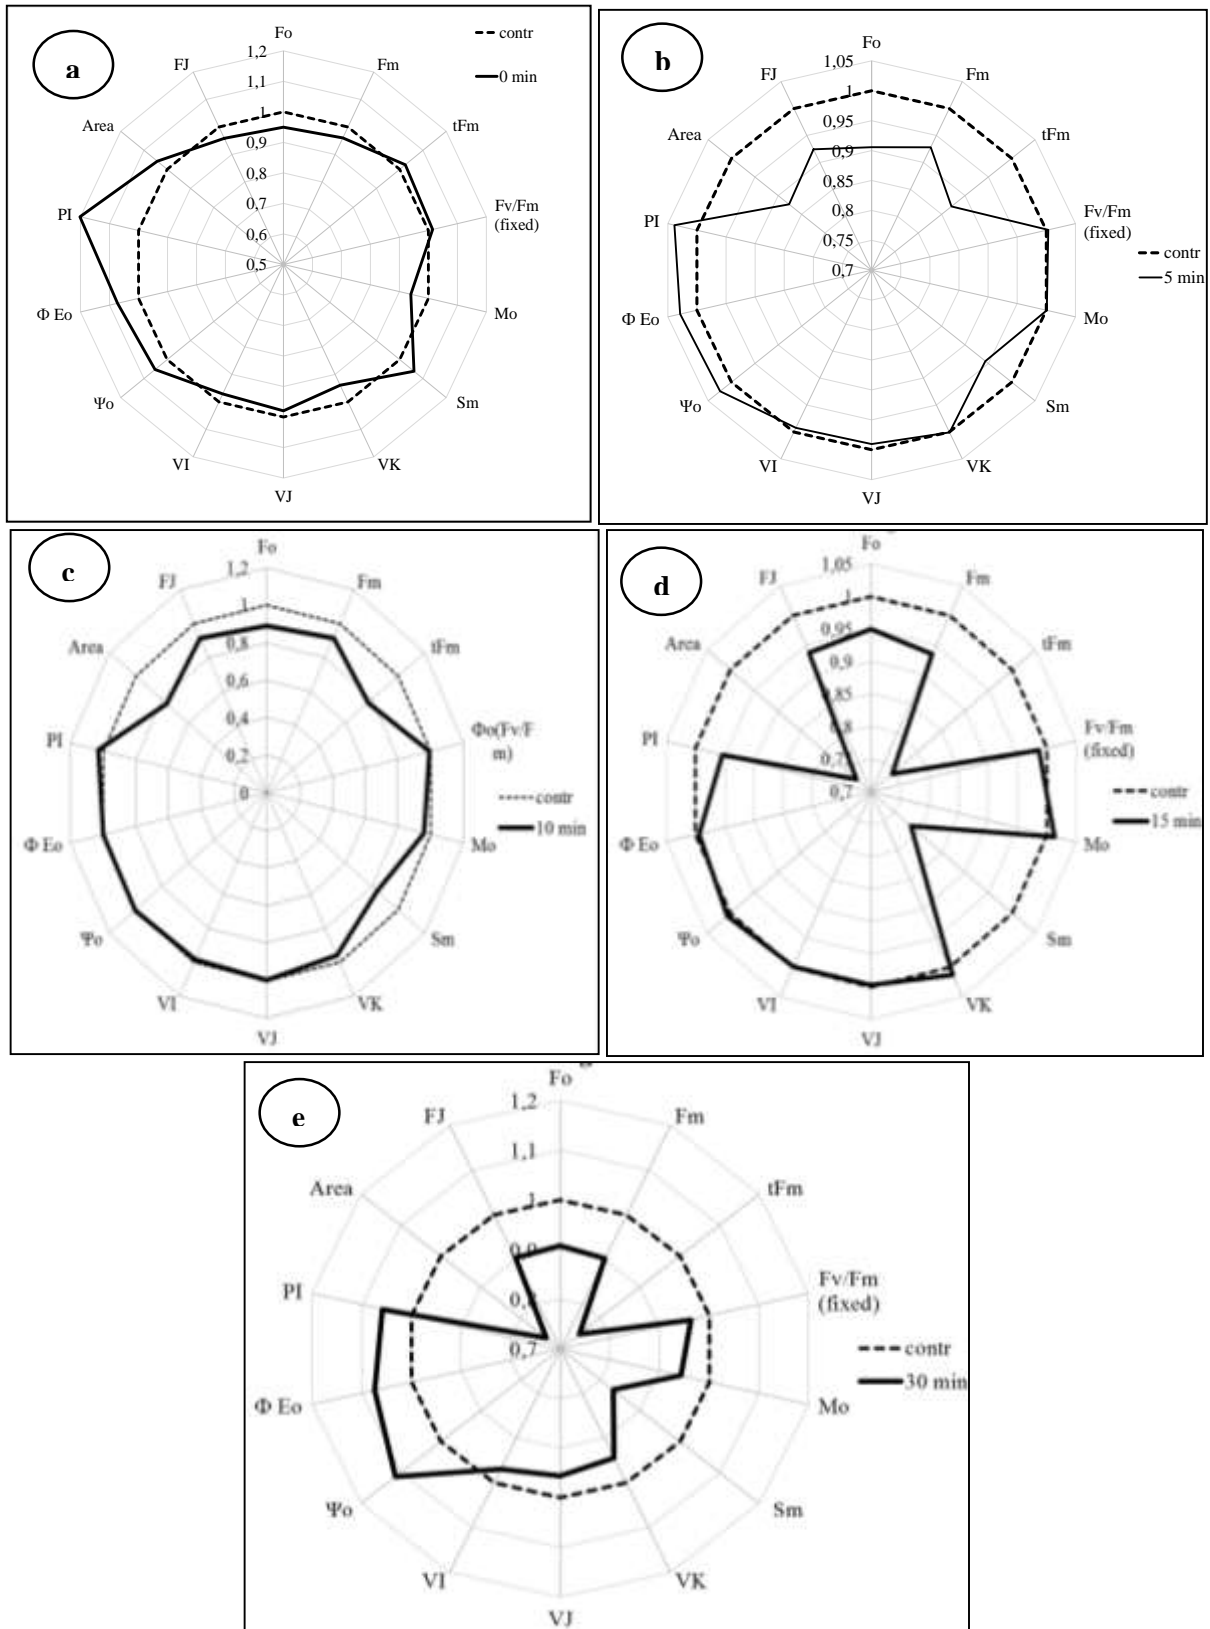 a
contr
0 min
Fo
Fm
tFm
Fv/Fm
(fixed)
Mo
Sm
VK
VJ
VI
Ψo
Φ Eo
PI
Area
FJ
1,2
1,1
1
0,9
0,8
0,7
0,6
0,5
b
contr
5 min
Fo
Fm
tFm
Fv/Fm
(fixed)
Mo
Sm
VK
VJ
VI
Ψo
Φ Eo
PI
Area
FJ
1,05
1
0,95
0,9
0,85
0,8
0,75
0,7
c
contr
10 min
Fo
Fm
tFm
Φo(Fv/F
m)
Mo
Sm
VK
VJ
VI
Ψo
Φ Eo
PI
Area
FJ
1,2
1
0,8
0,6
0,4
0,2
0
d
contr
15 min
Fo
Fm
tFm
Fv/Fm
(fixed)
Mo
Sm
VK
VJ
VI
Ψo
Φ Eo
PI
Area
FJ
1,05
1
0,95
0,9
0,85
0,8
0,7
e
contr
30 min
Fo
Fm
tFm
Fv/Fm
(fixed)
Mo
Sm
VK
VJ
VI
Ψo
Φ Eo
PI
Area
FJ
1,2
1,1
1
0,9
0,8
0,7